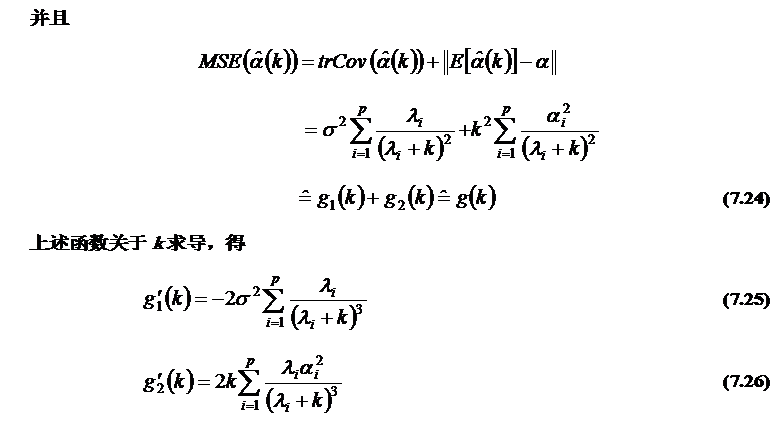 并且
MSE(α̂(k)) = trCov(α̂(k)) + ‖E[α̂(k)] − α‖
= σ² ∑_{i=1}^{p} λ_i / (λ_i + k)² + k² ∑_{i=1}^{p} α_i² / (λ_i + k)²
≙ g₁(k) + g₂(k) ≙ g(k) (7.24)
上述函数关于 k 求导，得
g₁′(k) = −2σ² ∑_{i=1}^{p} λ_i / (λ_i + k)³ (7.25)
g₂′(k) = 2k ∑_{i=1}^{p} λ_i α_i² / (λ_i + k)³ (7.26)